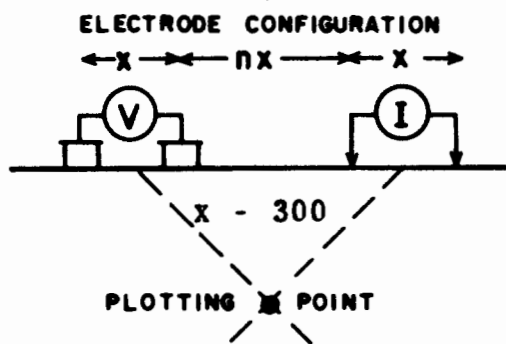 ELECTRODE CONFIGURATION
x nx x
V I
x - 300
PLOTTING POINT